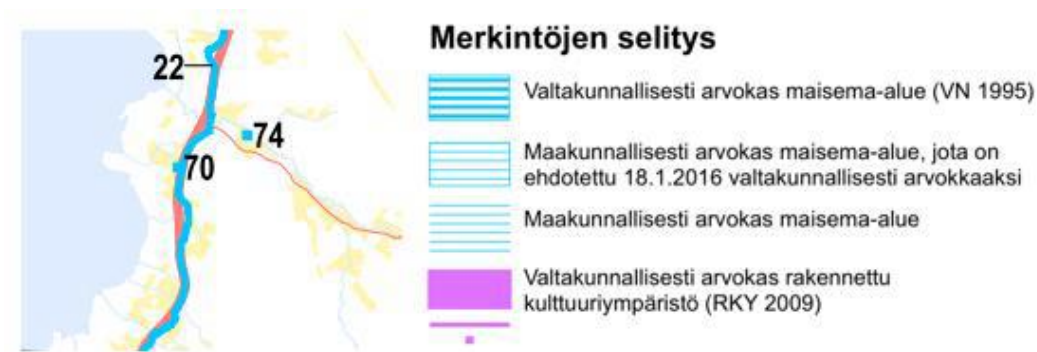 22
74
70
Merkintöjen selitys
Valtakunnallisesti arvokas maisema-alue (VN 1995)
Maakunnallisesti arvokas maisema-alue, jota on
ehdotettu 18.1.2016 valtakunnallisesti arvokkaaksi
Maakunnallisesti arvokas maisema-alue
Valtakunnallisesti arvokas rakennettu
kulttuuriympäristö (RKY 2009)